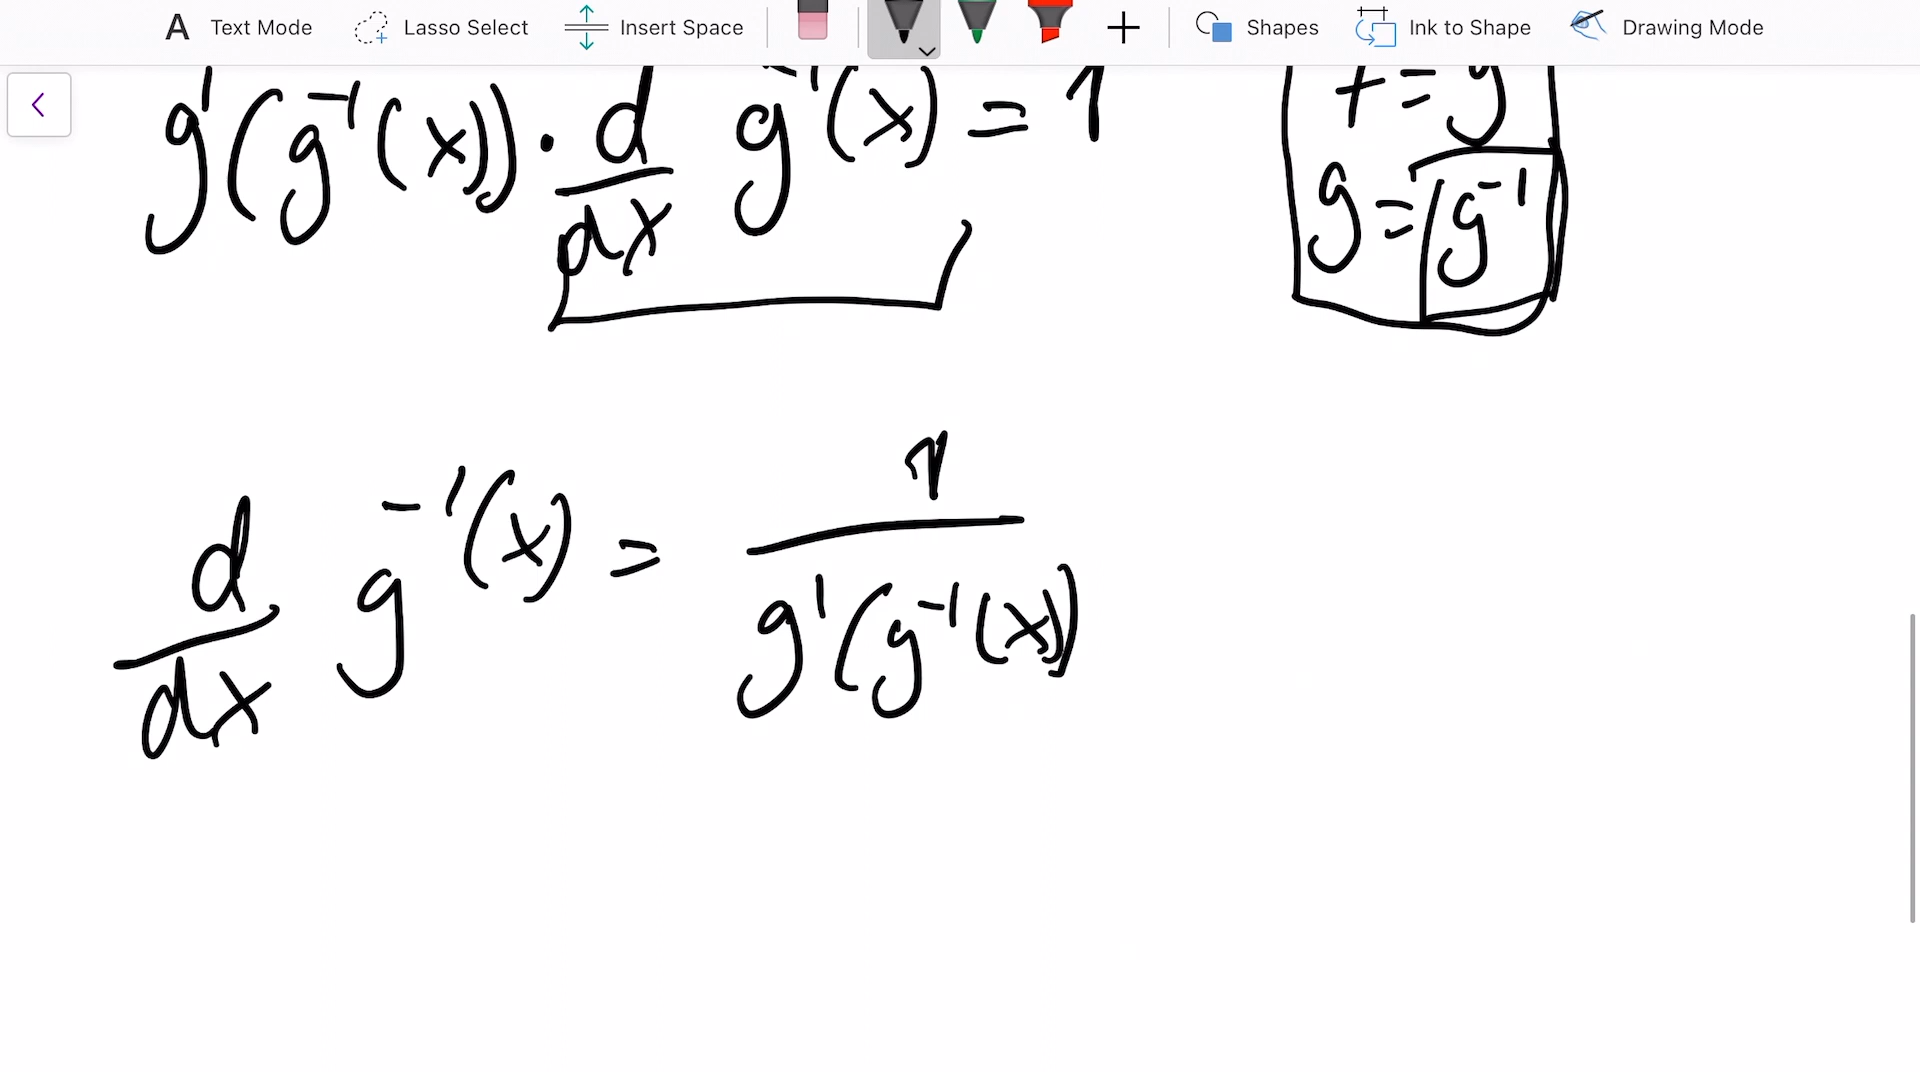 A Text Mode Lasso Select Insert Space Shapes Ink to Shape Drawing Mode
g'(g⁻¹(x)) · d/dx g⁻¹(x) = 1
f = g
g = g⁻¹
d/dx g⁻¹(x) = 1/g'(g⁻¹(x))